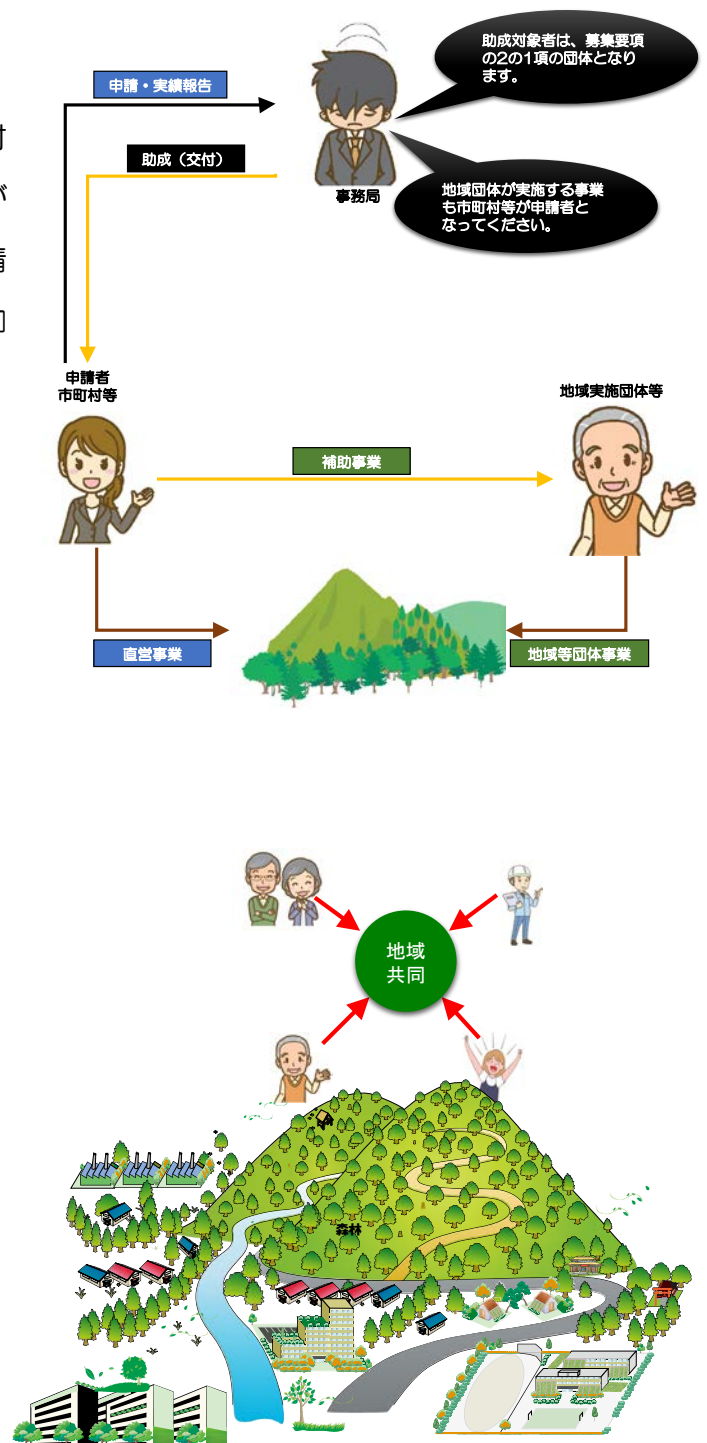 助成対象者は、募集要項
の2の1項の団体となり
ます。
申請・実績報告
助成（交付）
事務局
地域団体が実施する事業
も市町村等が申請者と
なってください。
が
申請者
市町村等
地域実施団体等
補助事業
直営事業
地域等団体事業
地域
共同
森林